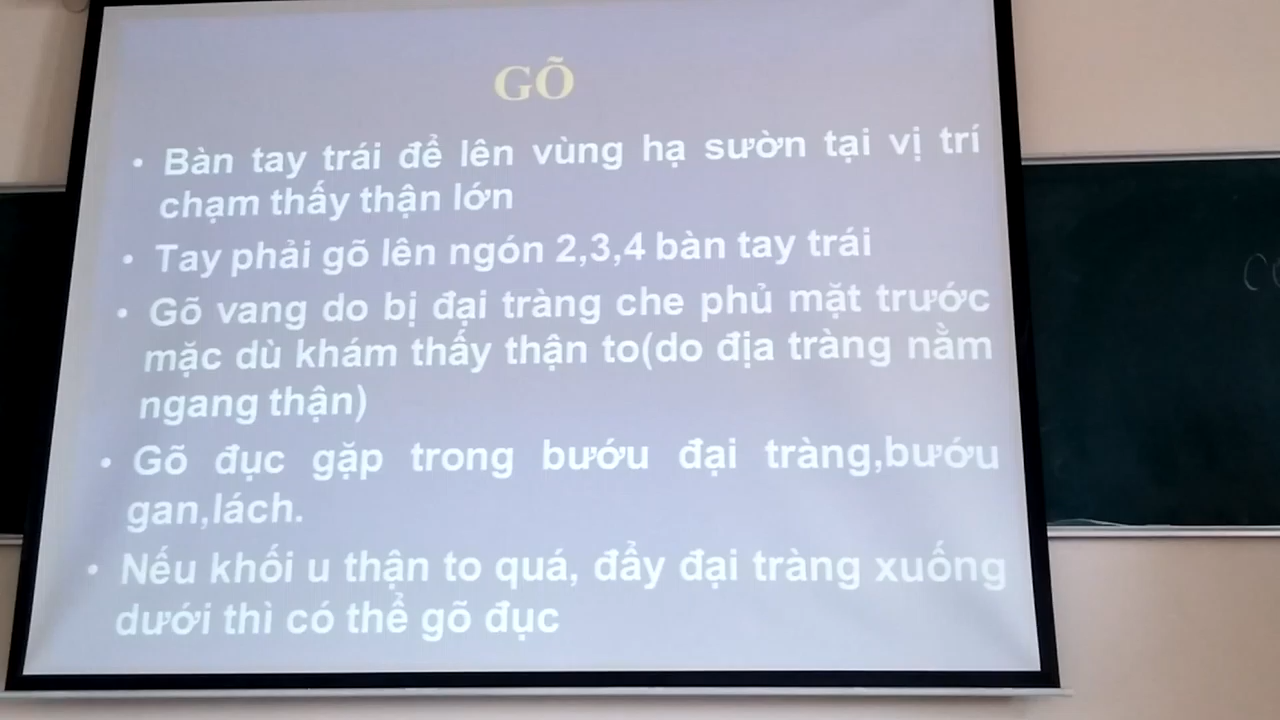 GÕ
• Bàn tay trái để lên vùng hạ sườn tại vị trí
chạm thấy thận lớn
• Tay phải gõ lên ngón 2,3,4 bàn tay trái
• Gõ vang do bị đại tràng che phủ mặt trước
mặc dù khám thấy thận to(do địa tràng nằm
ngang thận)
• Gõ đục gặp trong bướu đại tràng,bướu
gan,lách.
• Nếu khối u thận to quá, đẩy đại tràng xuống
dưới thì có thể gõ đục